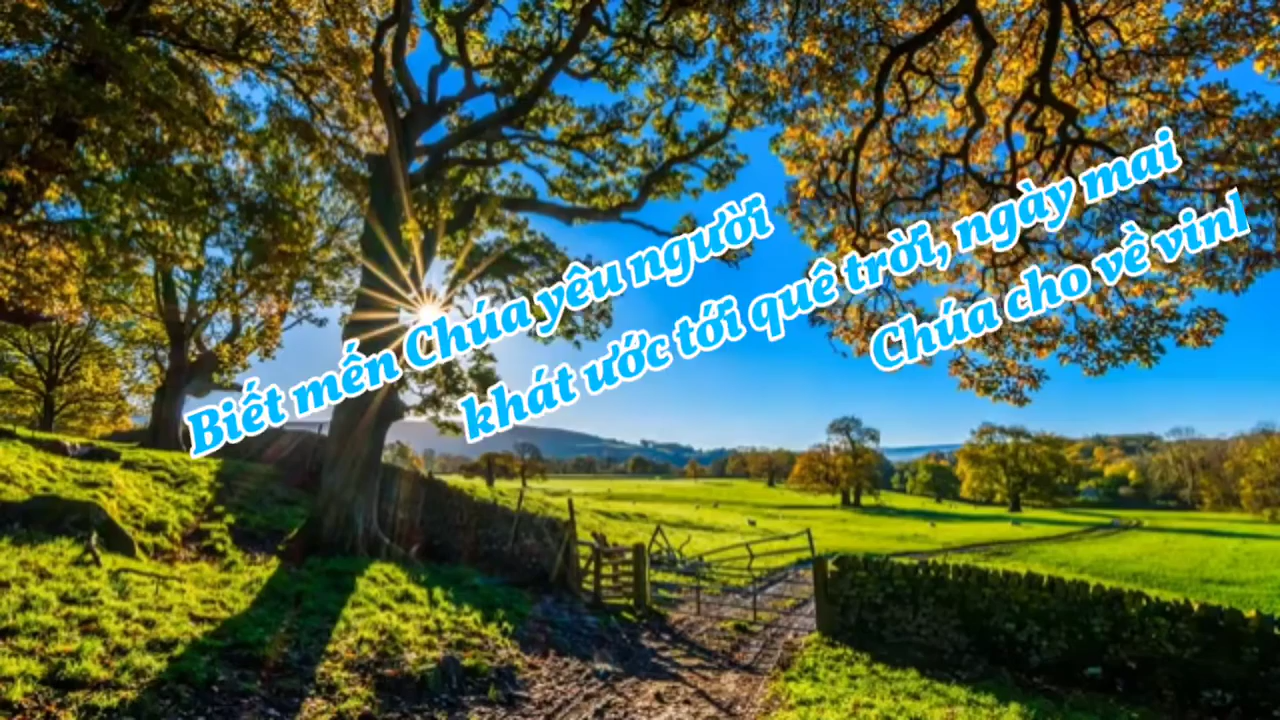 Biết mến Chúa yêu người
khát ước tới quê trời, ngày mai
Chúa cho về vinl